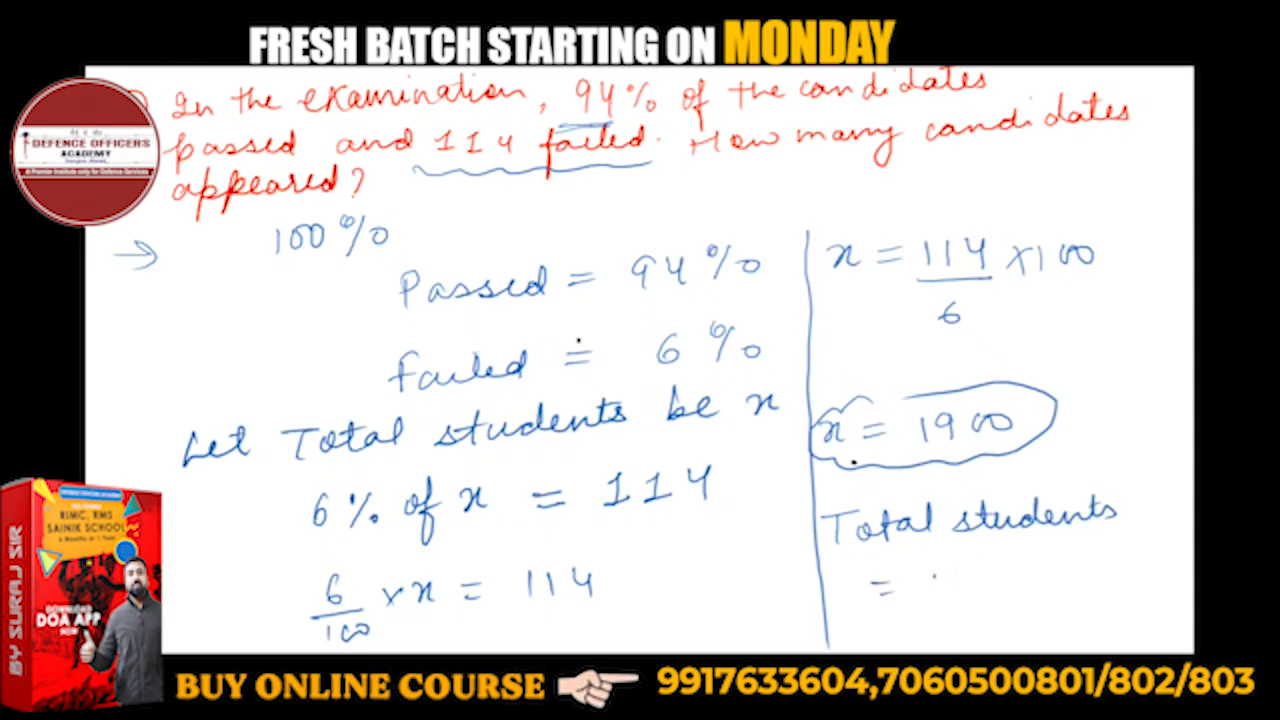 FRESH BATCH STARTING ON MONDAY
In the examination, 94% of the candidates
passed and 114 failed. How many candidates
appeared?
DEFENCE OFFICERS
ACADEMY
→ 100%
Passed = 94%
Failed = 6%
Let Total students be x
6% of x = 114
6/100 × x = 114
x = 114/6 × 100
x = 1900
Total students
=
BY SURAJ SIR
RIMC, RMS
SAINIK SCHOOL
DOWNLOAD
DOA APP
NOW
BUY ONLINE COURSE 9917633604,7060500801/802/803